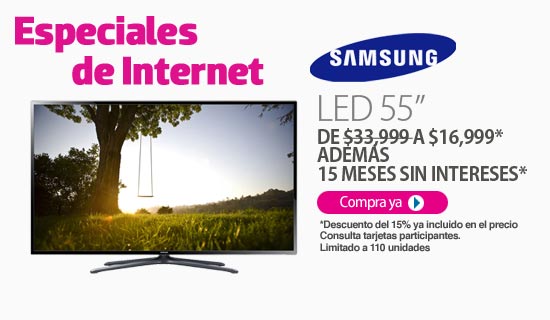 Especiales
de Internet
SAMSUNG
LED 55”
DE $33,999 A $16,999*
ADEMÁS
15 MESES SIN INTERESES*
Compra ya
*Descuento del 15% ya incluido en el precio
Consulta tarjetas participantes.
Limitado a 110 unidades